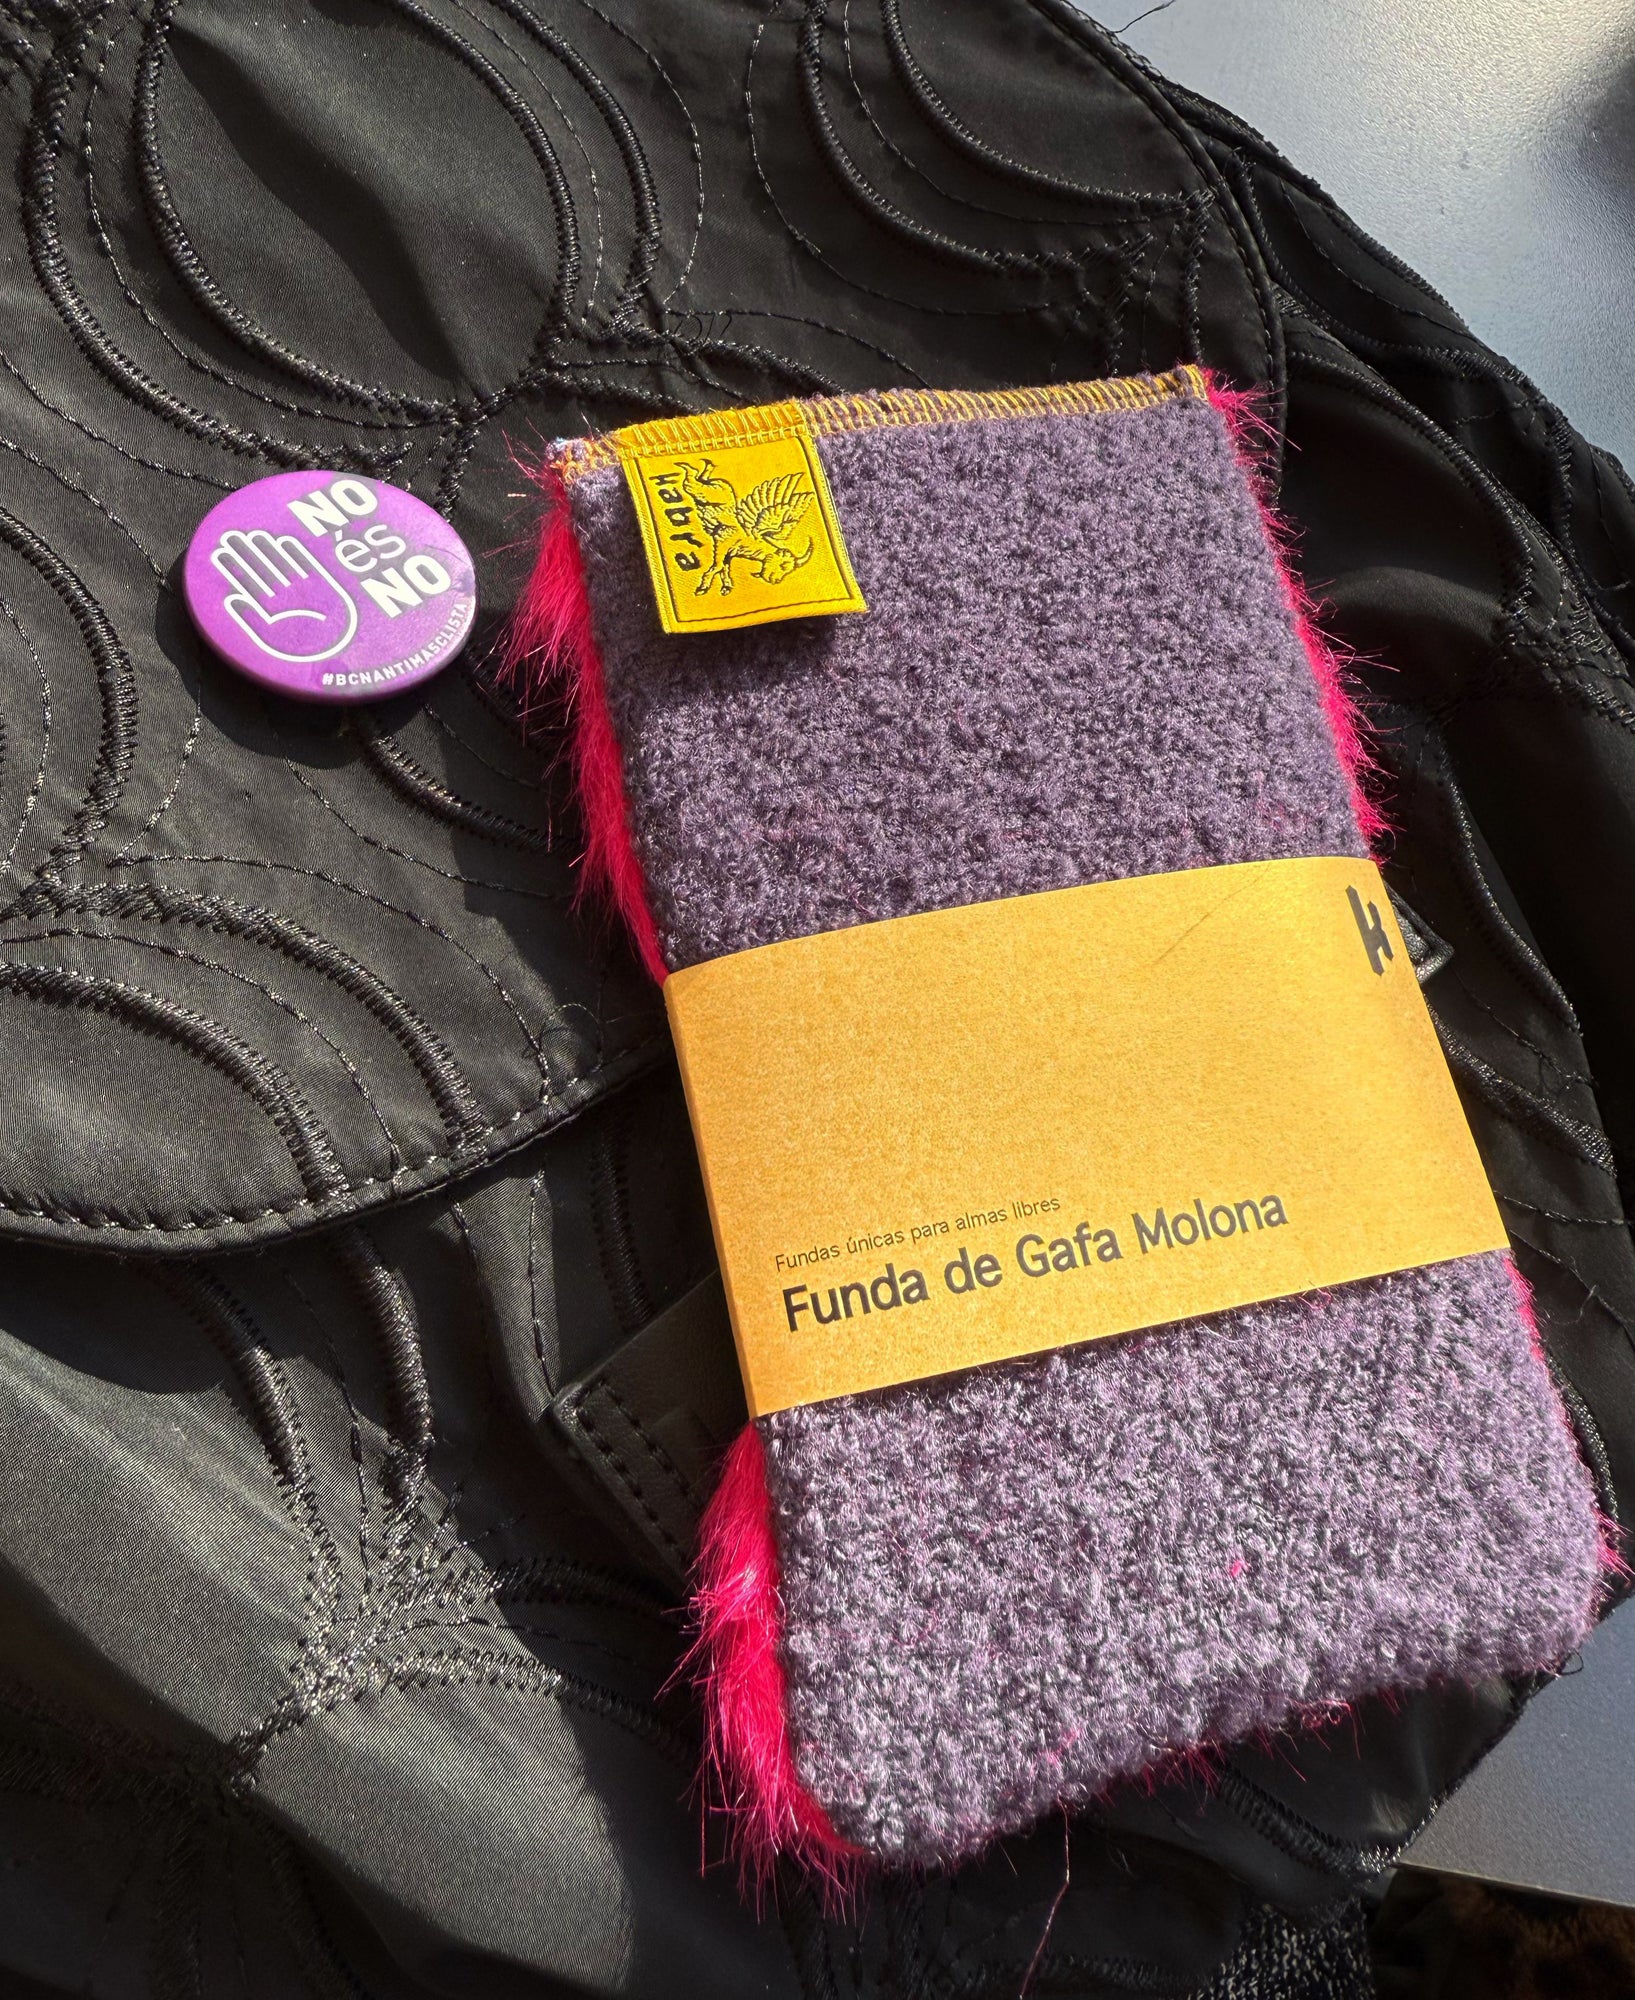 NO
és
NO
#BCNANTIMASCLISTA
Kabra
k
Fundas únicas para almas libres
Funda de Gafa Molona